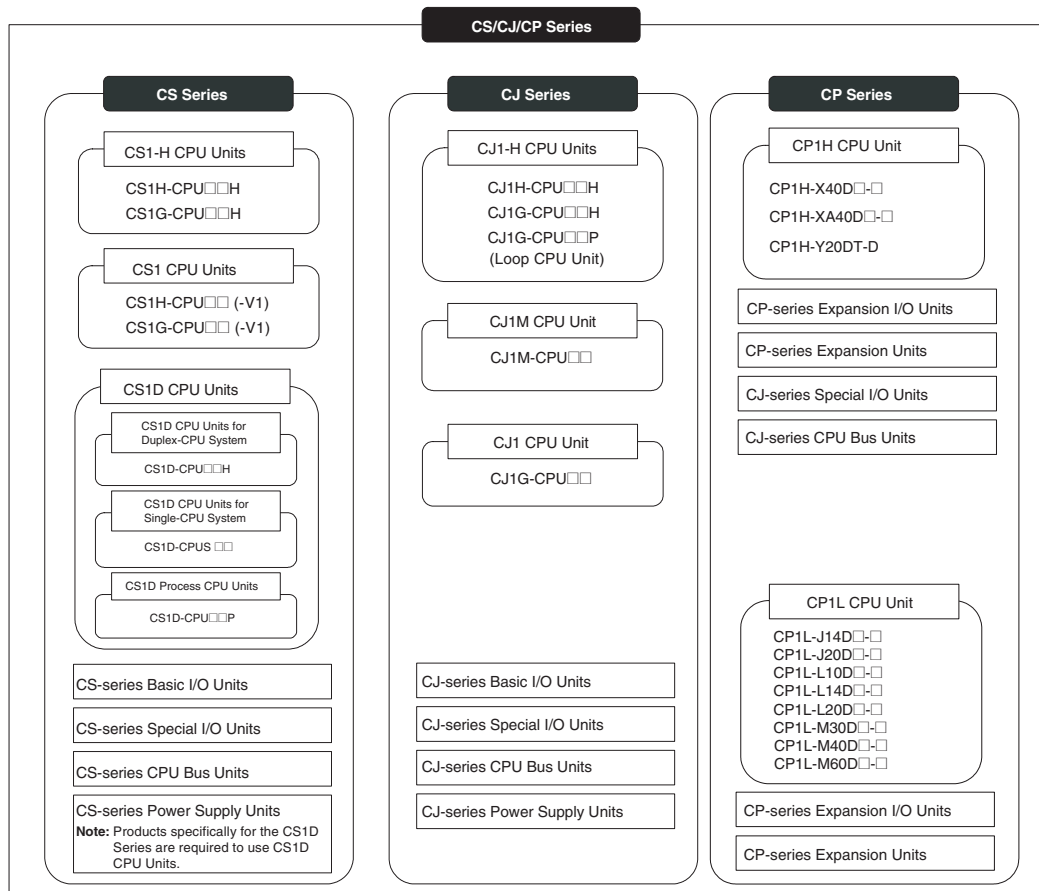 CS/CJ/CP Series
CS Series
CS1-H CPU Units
CS1H-CPU□□H
CS1G-CPU□□H
CS1 CPU Units
CS1H-CPU□□ (-V1)
CS1G-CPU□□ (-V1)
CS1D CPU Units
CS1D CPU Units for
Duplex-CPU System
CS1D-CPU□□H
CS1D CPU Units for
Single-CPU System
CS1D-CPUS □□
CS1D Process CPU Units
CS1D-CPU□□P
CS-series Basic I/O Units
CS-series Special I/O Units
CS-series CPU Bus Units
CS-series Power Supply Units
Note: Products specifically for the CS1D
Series are required to use CS1D
CPU Units.
CJ Series
CJ1-H CPU Units
CJ1H-CPU□□H
CJ1G-CPU□□H
CJ1G-CPU□□P
(Loop CPU Unit)
CJ1M CPU Unit
CJ1M-CPU□□
CJ1 CPU Unit
CJ1G-CPU□□
CJ-series Basic I/O Units
CJ-series Special I/O Units
CJ-series CPU Bus Units
CJ-series Power Supply Units
CP Series
CP1H CPU Unit
CP1H-X40D□-□
CP1H-XA40D□-□
CP1H-Y20DT-D
CP-series Expansion I/O Units
CP-series Expansion Units
CJ-series Special I/O Units
CJ-series CPU Bus Units
CP1L CPU Unit
CP1L-J14D□-□
CP1L-J20D□-□
CP1L-L10D□-□
CP1L-L14D□-□
CP1L-L20D□-□
CP1L-M30D□-□
CP1L-M40D□-□
CP1L-M60D□-□
CP-series Expansion I/O Units
CP-series Expansion Units